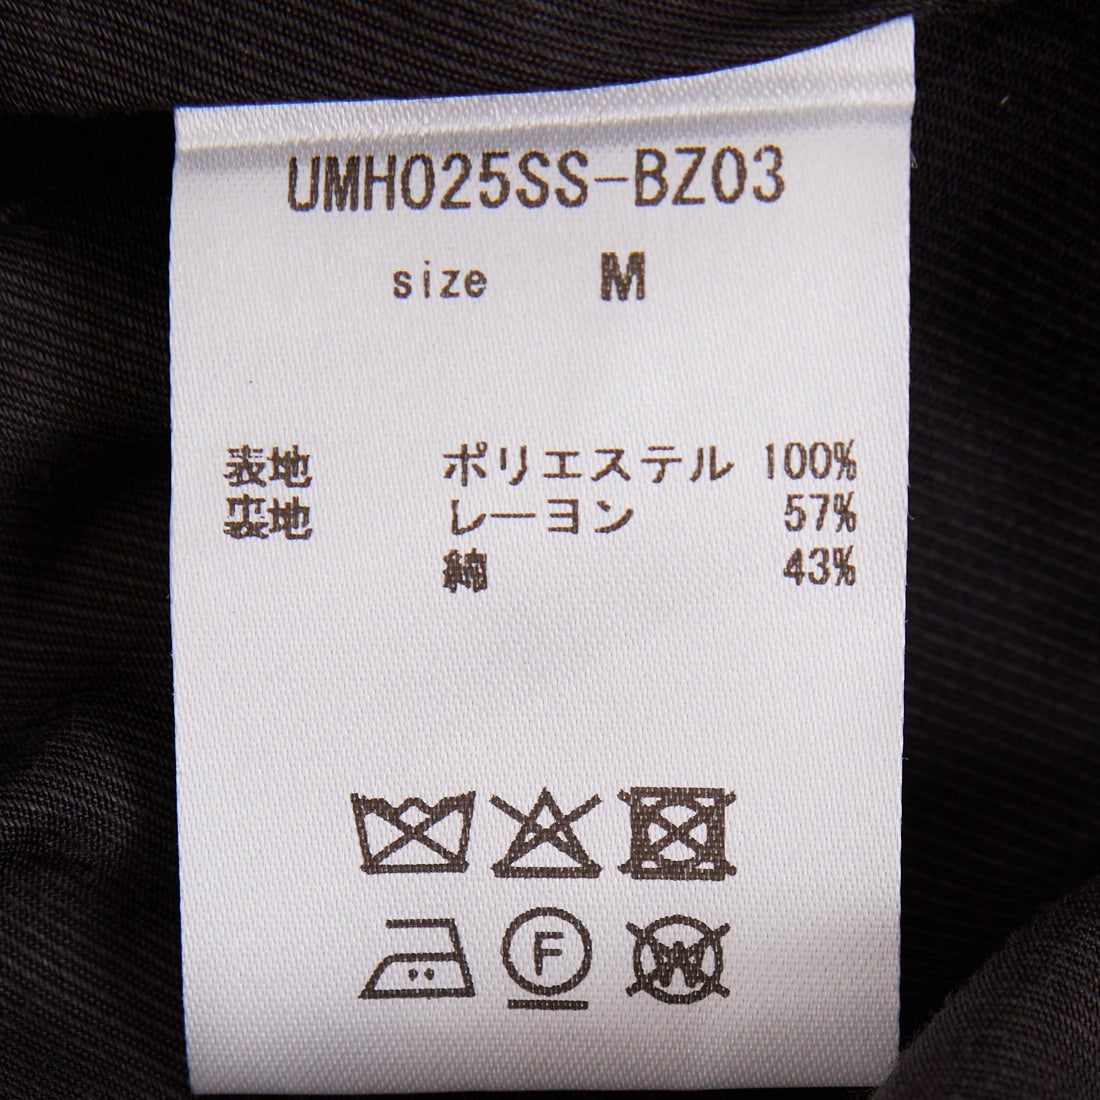 UMH025SS-BZ03
size M
表地 ポリエステル 100%
裏地 レーヨン 57%
綿 43%
F
W